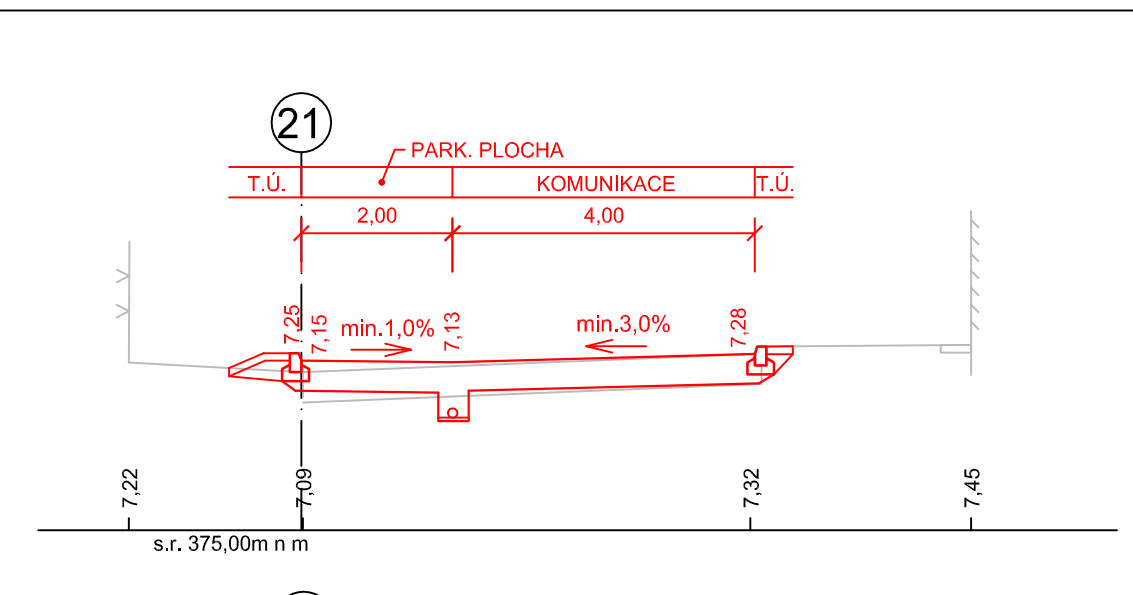 21
PARK. PLOCHA
T.Ú.
KOMUNIKACE
T.Ú.
2,00
4,00
7,25
7,15
min.1,0%
7,13
min.3,0%
7,28
7,22
7,09
7,32
7,45
s.r. 375,00m n m